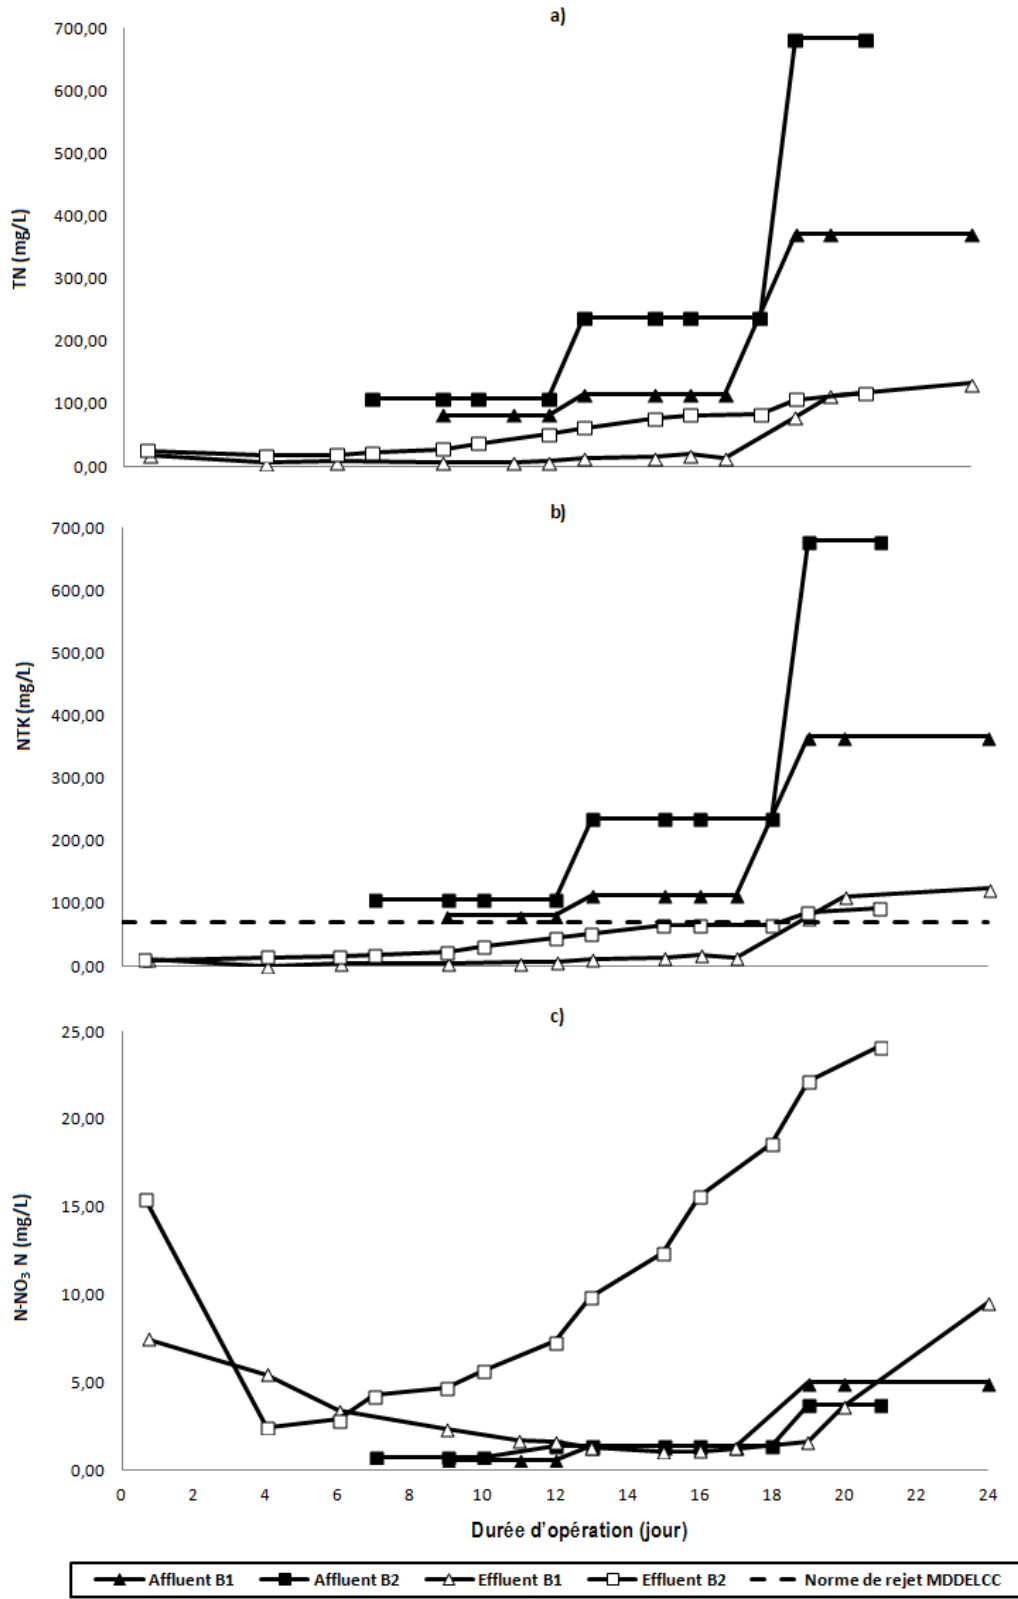 a)
700,00
600,00
500,00
400,00
300,00
200,00
100,00
0,00
TN (mg/L)
b)
700,00
600,00
500,00
400,00
300,00
200,00
100,00
0,00
NTK (mg/L)
c)
25,00
20,00
15,00
10,00
5,00
0,00
N-NO₃ N (mg/L)
0 2 4 6 8 10 12 14 16 18 20 22 24
Durée d'opération (jour)
Affluent B1 Affluent B2 Effluent B1 Effluent B2 Norme de rejet MDDELCC